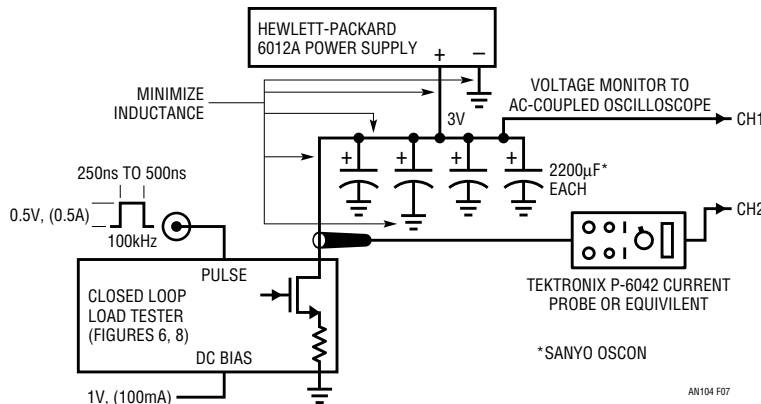 HEWLETT-PACKARD
6012A POWER SUPPLY
+ −
MINIMIZE
INDUCTANCE
VOLTAGE MONITOR TO
AC-COUPLED OSCILLOSCOPE
CH1
3V
+ + + +
2200µF*
EACH
250ns TO 500ns
0.5V, (0.5A)
100kHz
CH2
PULSE
CLOSED LOOP
LOAD TESTER
(FIGURES 6, 8)
DC BIAS
TEKTRONIX P-6042 CURRENT
PROBE OR EQUIVILENT
*SANYO OSCON
1V, (100mA)
AN104 F07